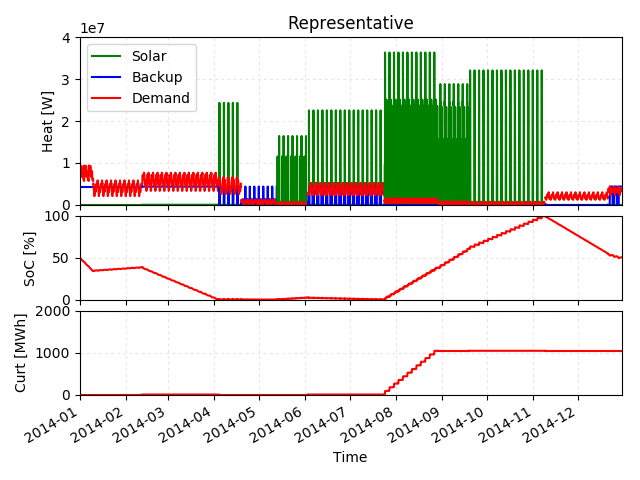 Representative
1e7
Heat [W]
4
3
2
1
0
Solar
Backup
Demand
SoC [%]
100
50
0
Curt [MWh]
2000
1000
0
2014-01
2014-02
2014-03
2014-04
2014-05
2014-06
2014-07
2014-08
2014-09
2014-10
2014-11
2014-12
Time